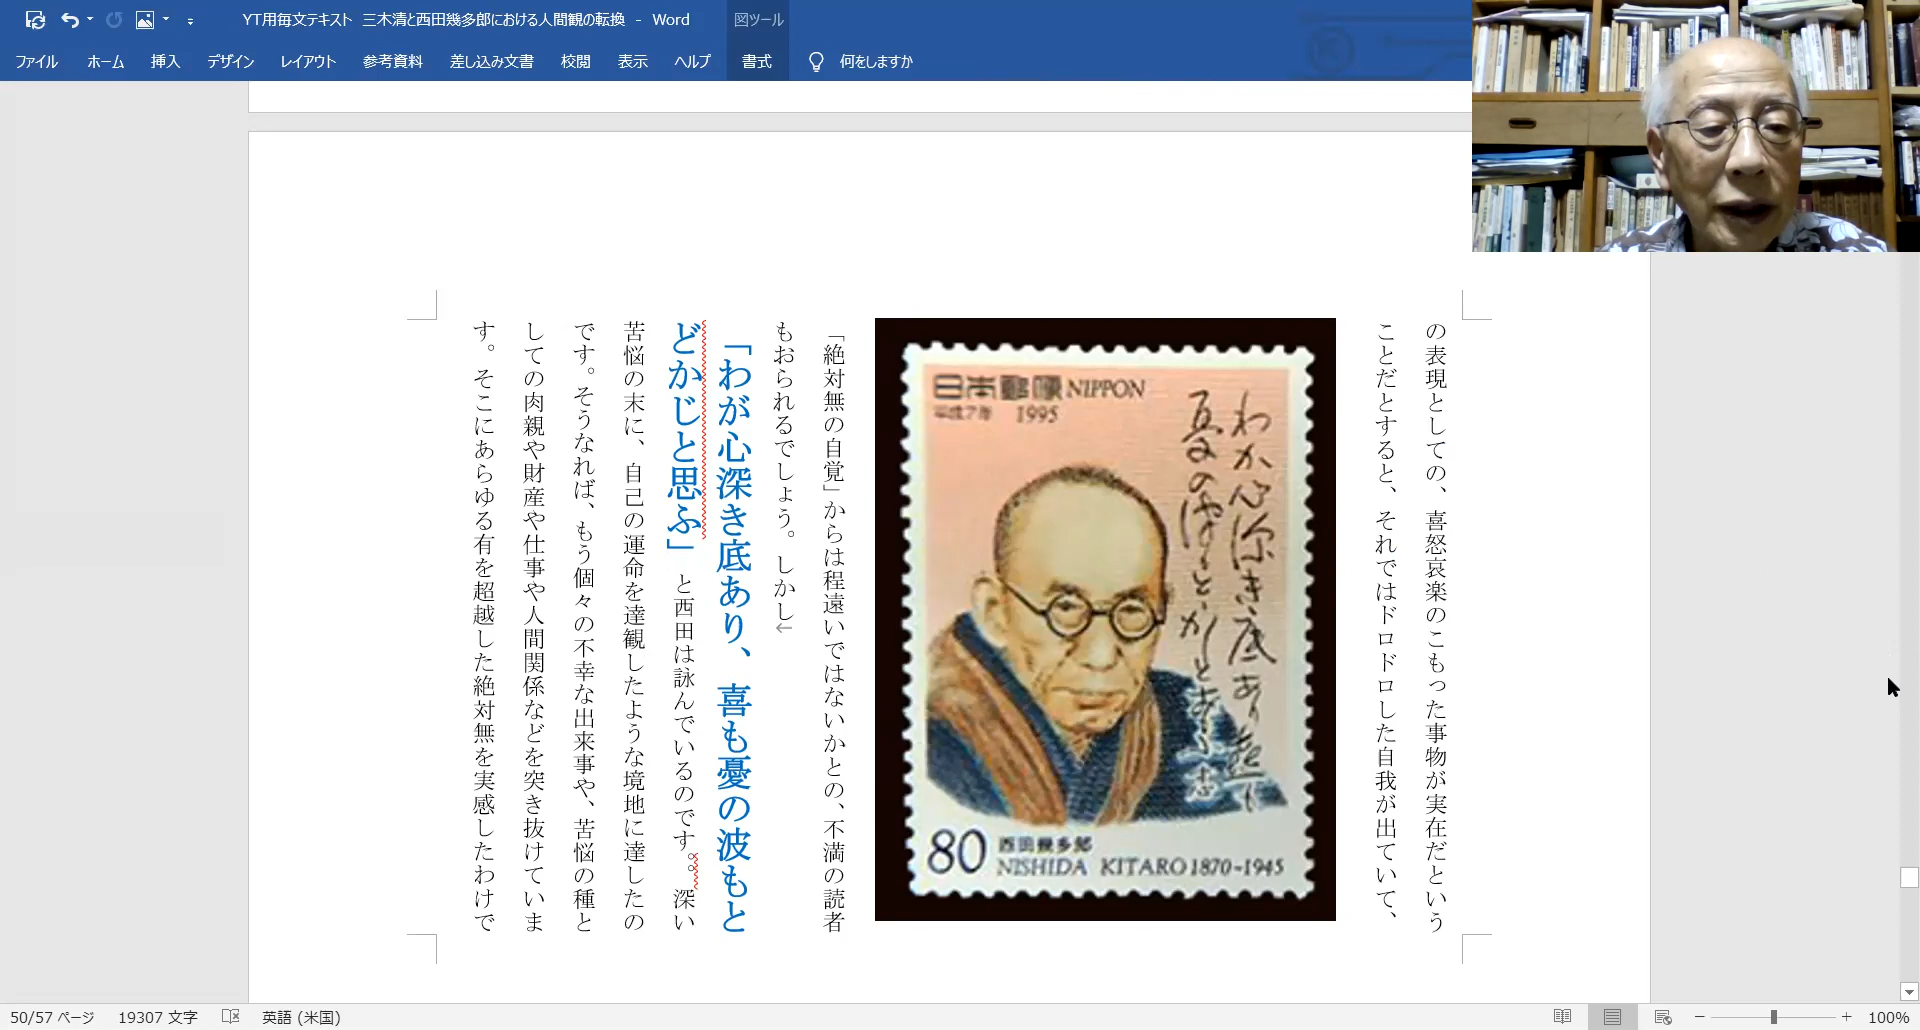 YT用毎文テキスト 三木清と西田幾多郎における人間観の転換 - Word
図ツール
ファイル
ホーム
挿入
デザイン
レイアウト
参考資料
差し込み文書
校閲
表示
ヘルプ
書式
何をしますか
の表現としての、喜怒哀楽のこもった事物が実在だという
ことだとすると、それではドロドロした自我が出ていて、
日本郵便 NIPPON
平成7年 1995
わが心深き底あり喜も
憂の波もとどかじとおもふ
80
西田幾多郎
NISHIDA KITARO 1870-1945
「絶対無の自覚」からは程遠いではないかとの、不満の読者
もおられるでしょう。しかし←
「わが心深き底あり、喜も憂の波もと
どかじと思ふ」と西田は詠んでいるのです。。深い
苦悩の末に、自己の運命を達観したような境地に達したの
です。そうなれば、もう個々の不幸な出来事や、苦悩の種と
しての肉親や財産や仕事や人間関係などを突き抜けていま
す。そこにあらゆる有を超越した絶対無を実感したわけで
50/57 ページ
19307 文字
英語 (米国)
100%